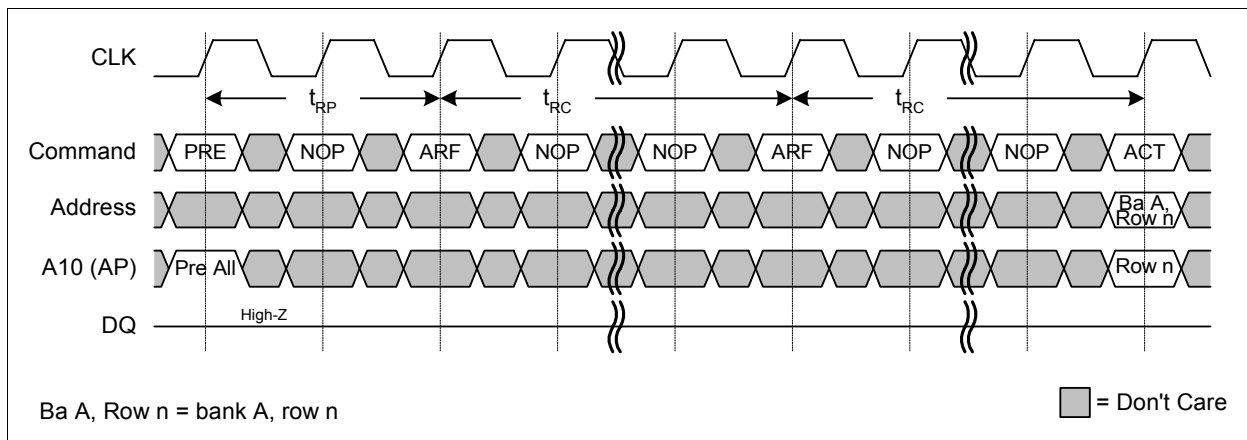 CLK
tRP tRC tRC
Command PRE NOP ARF NOP NOP ARF NOP NOP ACT
Address Ba A,
Row n
A10 (AP) Pre All Row n
High-Z
DQ
Ba A, Row n = bank A, row n
= Don't Care